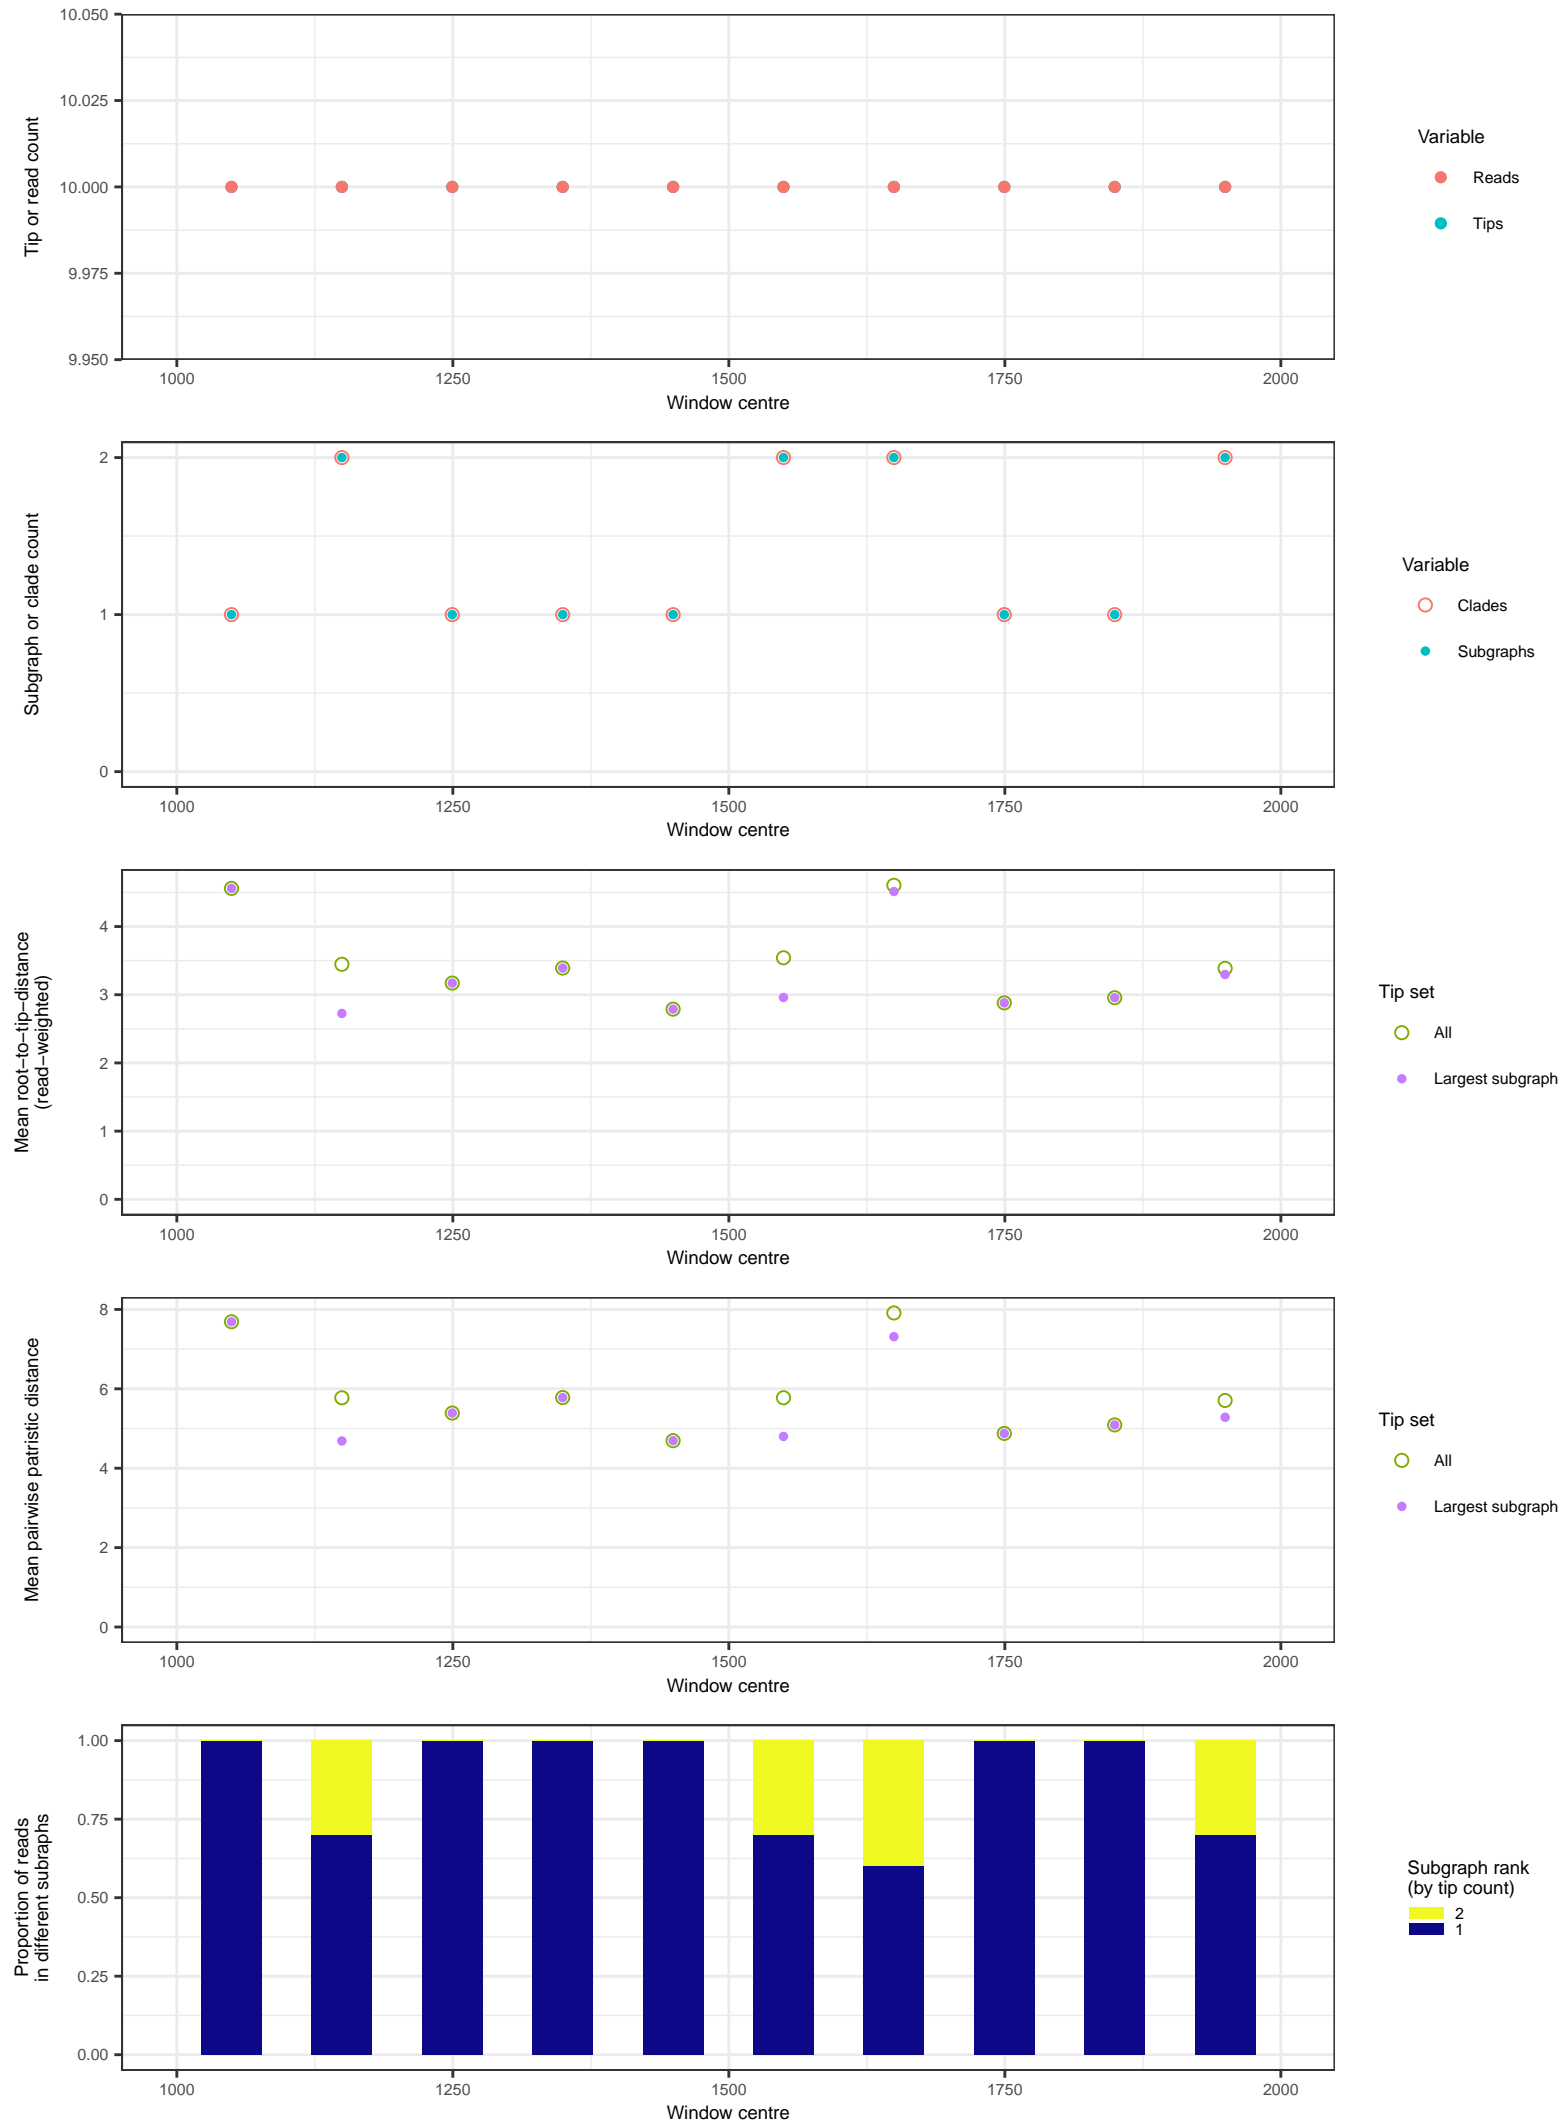 10.050
10.025
10.000
9.975
9.950
Tip or read count
1000 1250 1500 1750 2000
Window centre
Variable
Reads
Tips
2
1
0
Subgraph or clade count
1000 1250 1500 1750 2000
Window centre
Variable
Clades
Subgraphs
4
3
2
1
0
Mean root−to−tip−distance
(read−weighted)
1000 1250 1500 1750 2000
Window centre
Tip set
All
Largest subgraph
8
6
4
2
0
Mean pairwise patristic distance
1000 1250 1500 1750 2000
Window centre
Tip set
All
Largest subgraph
1.00
0.75
0.50
0.25
0.00
Proportion of reads
in different subraphs
1000 1250 1500 1750 2000
Window centre
Subgraph rank
(by tip count)
2
1